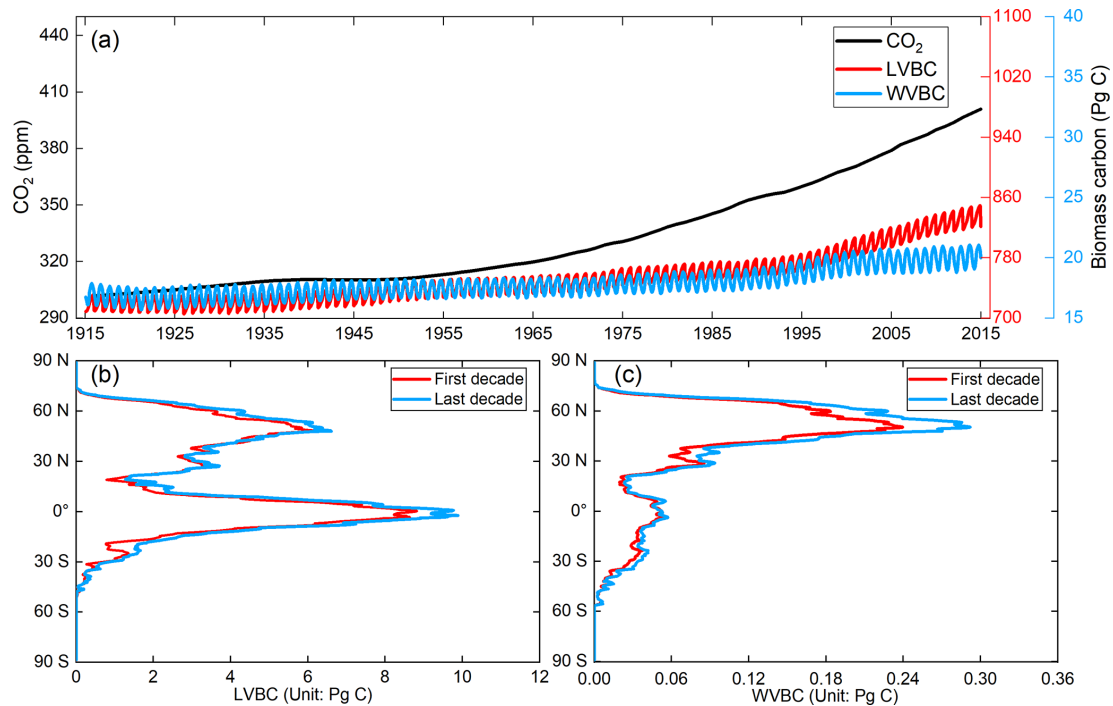 (a)
CO2
LVBC
WVBC
440
410
380
350
320
290
CO2 (ppm)
1100
1020
940
860
780
700
40
35
30
25
20
15
Biomass carbon (Pg C)
1915 1925 1935 1945 1955 1965 1975 1985 1995 2005 2015
(b)
First decade
Last decade
90 N
60 N
30 N
0°
30 S
60 S
90 S
0 2 4 6 8 10 12
LVBC (Unit: Pg C)
(c)
First decade
Last decade
90 N
60 N
30 N
0°
30 S
60 S
90 S
0.00 0.06 0.12 0.18 0.24 0.30 0.36
WVBC (Unit: Pg C)